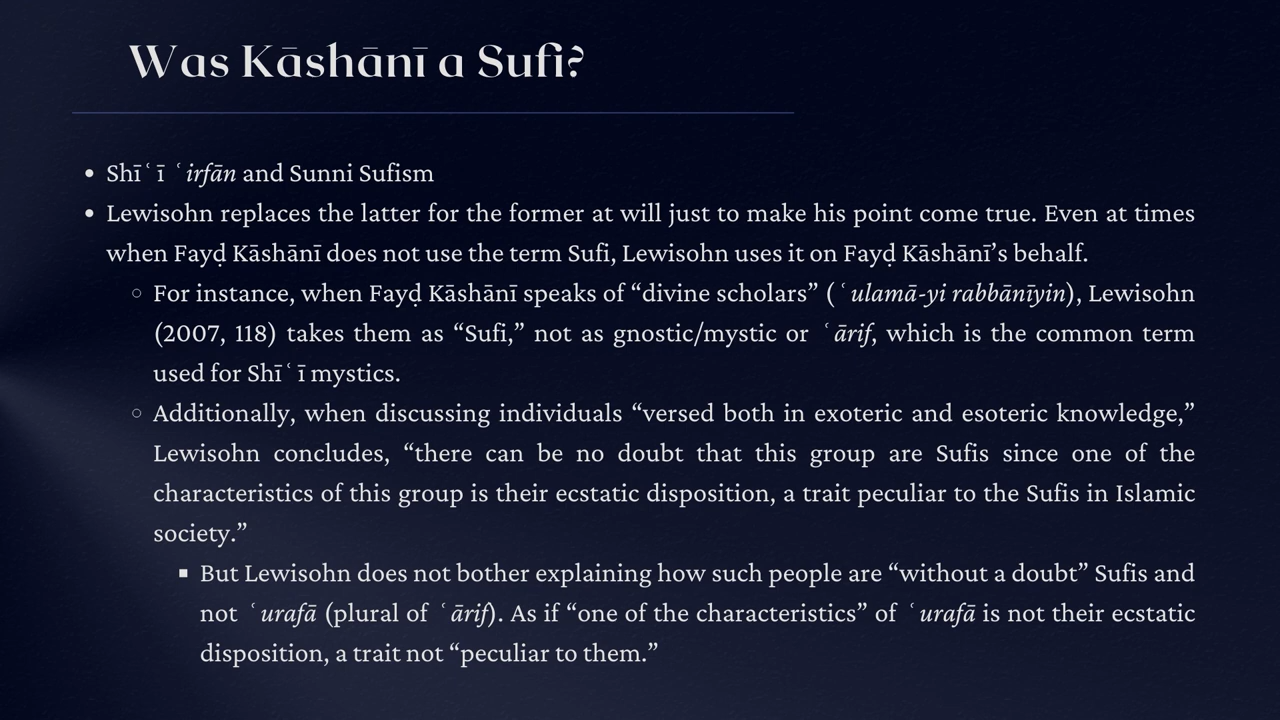 Was Kāshānī a Sufi?
• Shīʿī ʿirfān and Sunni Sufism
• Lewisohn replaces the latter for the former at will just to make his point come true. Even at times
when Fayḍ Kāshānī does not use the term Sufi, Lewisohn uses it on Fayḍ Kāshānī’s behalf.
○ For instance, when Fayḍ Kāshānī speaks of “divine scholars” (ʿulamā-yi rabbānīyin), Lewisohn
(2007, 118) takes them as “Sufi,” not as gnostic/mystic or ʿārif, which is the common term
used for Shīʿī mystics.
○ Additionally, when discussing individuals “versed both in exoteric and esoteric knowledge,”
Lewisohn concludes, “there can be no doubt that this group are Sufis since one of the
characteristics of this group is their ecstatic disposition, a trait peculiar to the Sufis in Islamic
society.”
▪ But Lewisohn does not bother explaining how such people are “without a doubt” Sufis and
not ʿurafā (plural of ʿārif). As if “one of the characteristics” of ʿurafā is not their ecstatic
disposition, a trait not “peculiar to them.”